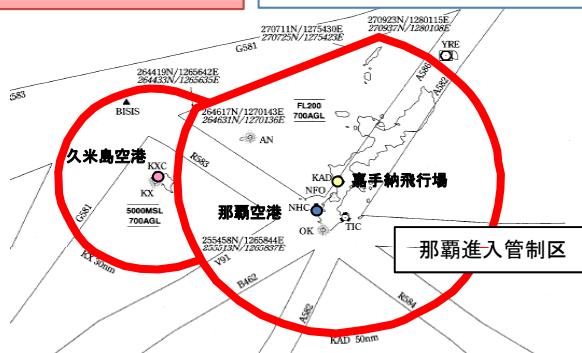 270711N/1275430E
270725N/1275423E
270923N/1280115E
270937N/1280108E
G581
YRE
A586
A582
264419N/1265642E
264433N/1265635E
R583
BISIS
264617N/1270143E
264631N/1270136E
FL200
700AGL
AN
久米島空港
KXC
KX
R583
KAD
嘉手納飛行場
NFO
那覇空港
NHC
TIC
OK
5000MSL
700AGL
G581
255458N/1265844E
255513N/1265837E
那覇進入管制区
KX 30nm
V91
B462
A582
R584
KAD 50nm